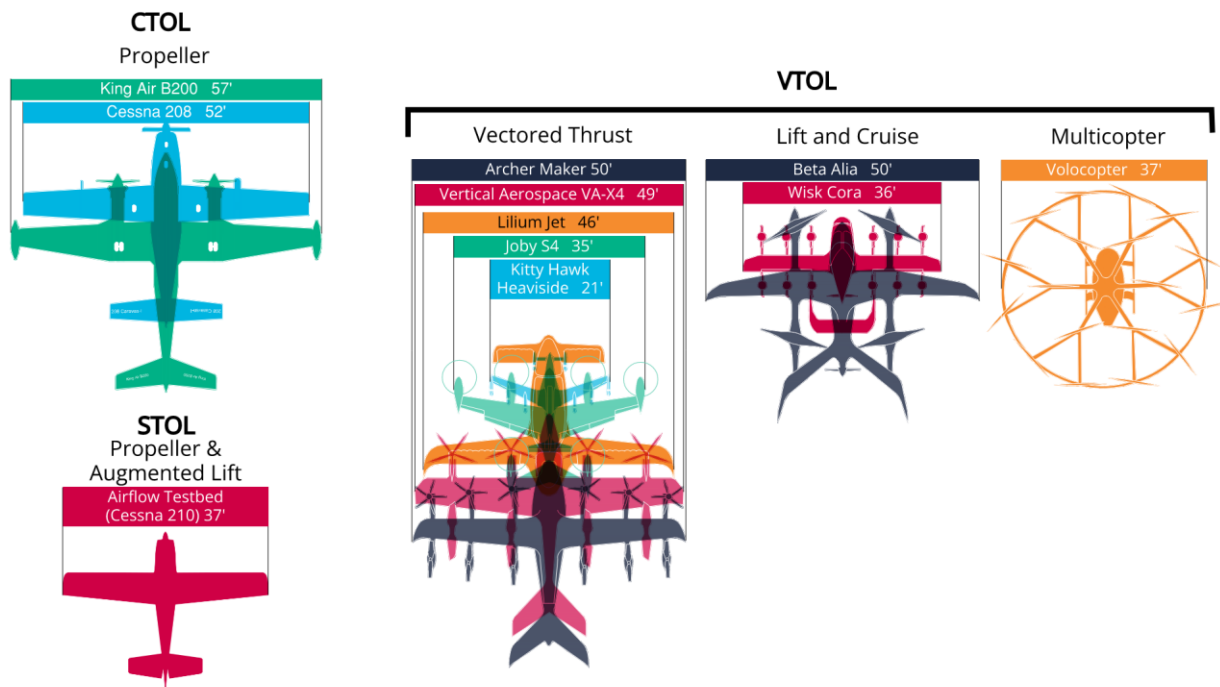 CTOL
Propeller
King Air B200 57'
Cessna 208 52'
STOL
Propeller &
Augmented Lift
Airflow Testbed
(Cessna 210) 37'
VTOL
Vectored Thrust
Archer Maker 50'
Vertical Aerospace VA-X4 49'
Lilium Jet 46'
Joby S4 35'
Kitty Hawk
Heaviside 21'
Lift and Cruise
Beta Alia 50'
Wisk Cora 36'
Multicopter
Volocopter 37'